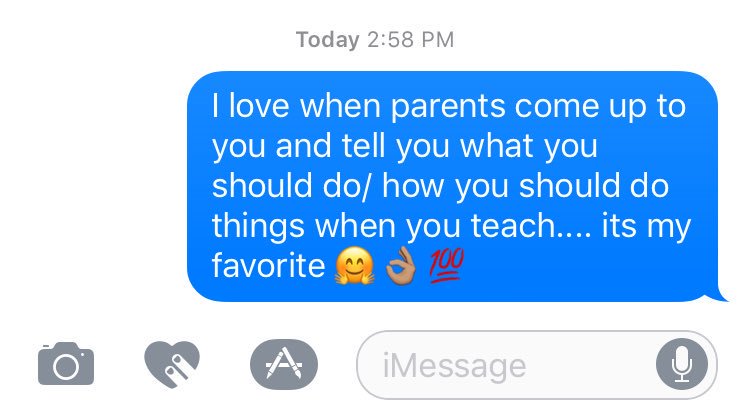 Today 2:58 PM
I love when parents come up to
you and tell you what you
should do/ how you should do
things when you teach.... its my
favorite 🤗 👌🏽 💯
iMessage